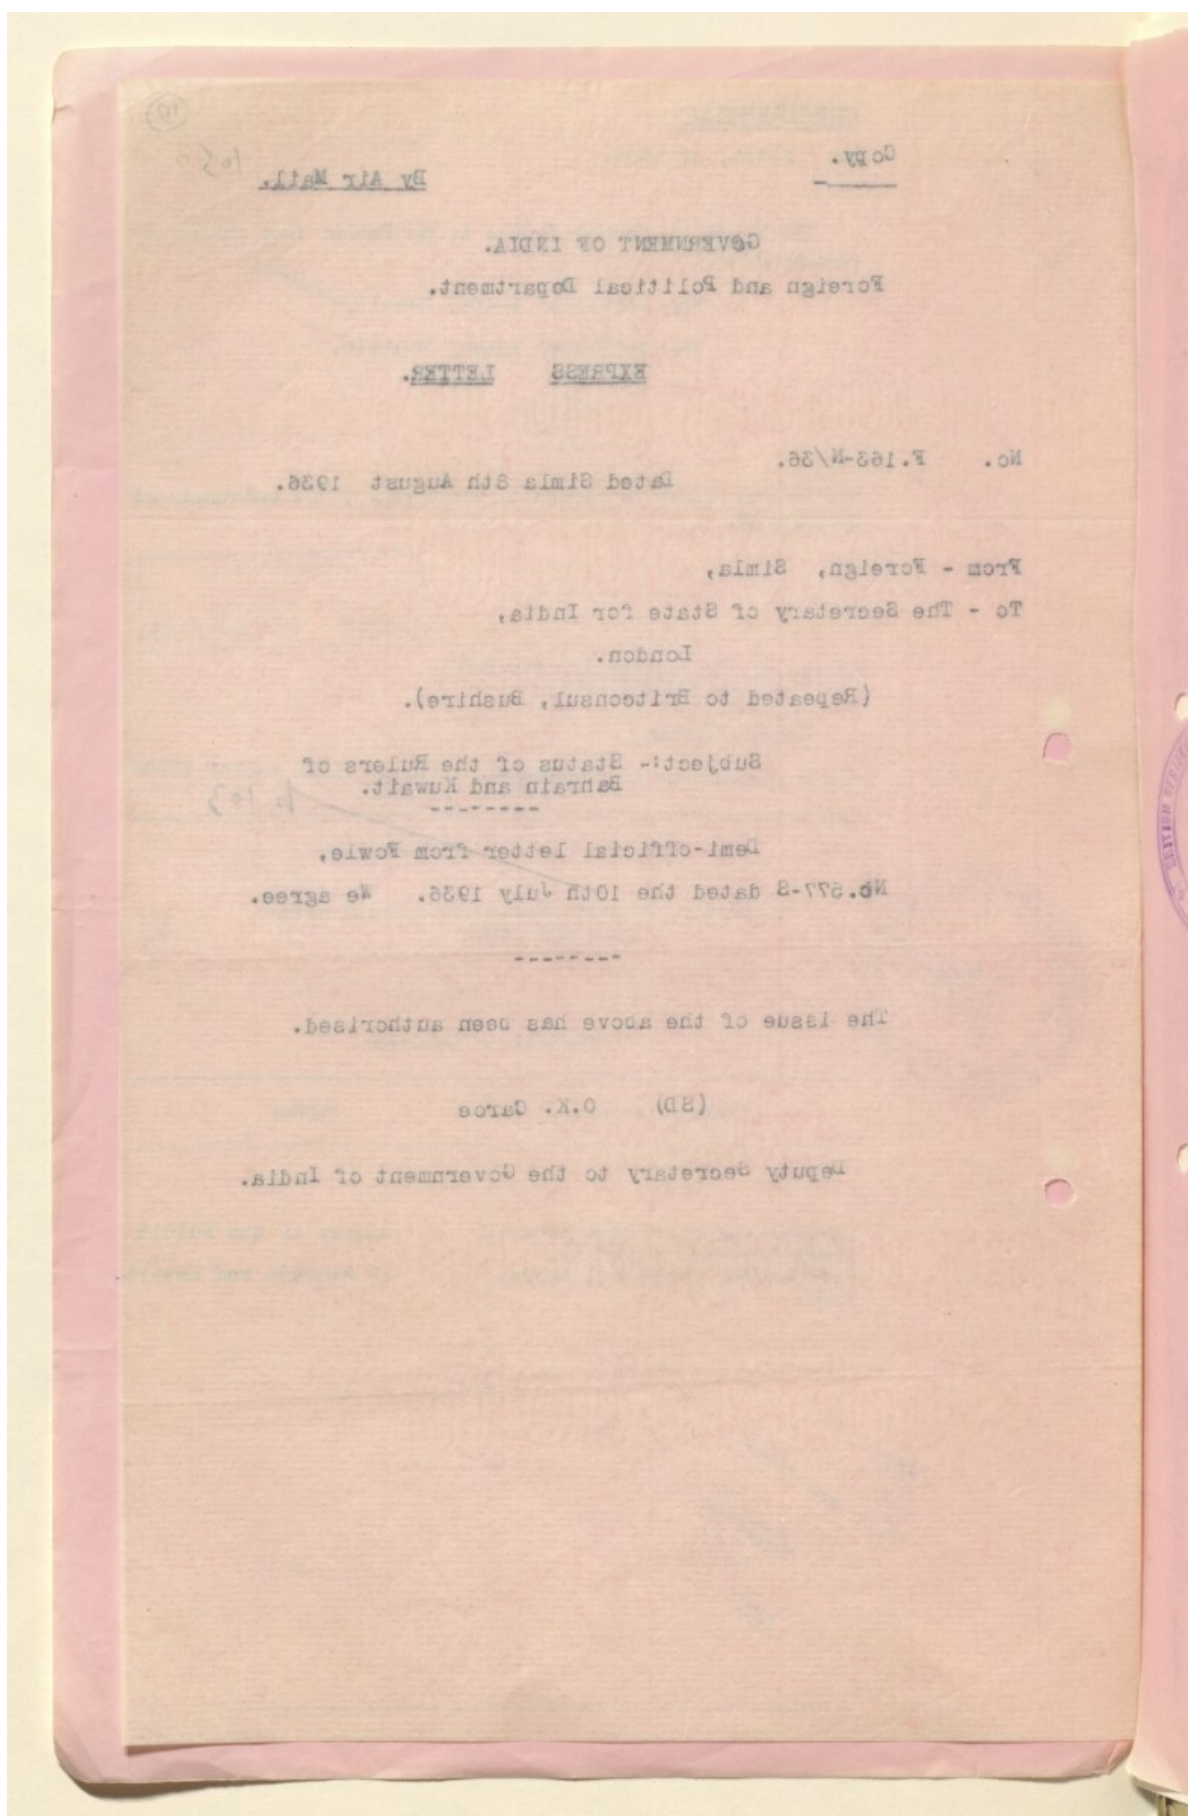 Copy.
By Air Mail.
GOVERNMENT OF INDIA.
Foreign and Political Department.
EXPRESS LETTER.
No. F.163-N/36.
Dated Simla 8th August 1936.
From - Foreign, Simla,
To - The Secretary of State for India,
London.
(Repeated to Britconsul, Bushire).
Subject:- Status of the Rulers of
Bahrain and Kuwait.
Demi-official letter from Fowle,
No.577-S dated the 10th July 1936. We agree.
The issue of the above has been authorised.
(SD) O.K. Caroe
Deputy Secretary to the Government of India.